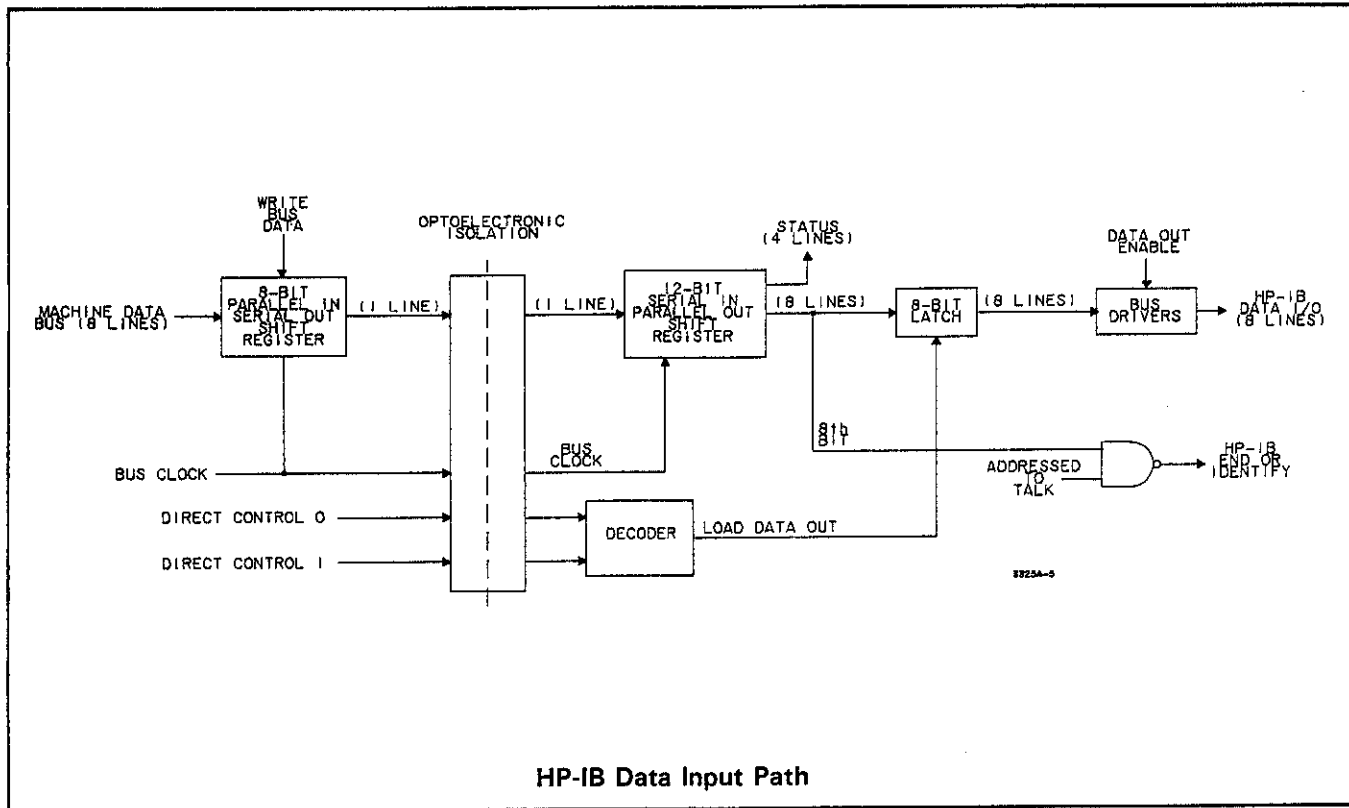 WRITE
BUS
DATA
OPTOELECTRONIC
ISOLATION
STATUS
(4 LINES)
DATA OUT
ENABLE
MACHINE DATA
BUS (8 LINES)
8-BIT
PARALLEL IN
SERIAL OUT
SHIFT
REGISTER
(1 LINE)
(1 LINE)
12-BIT
SERIAL IN
PARALLEL OUT
SHIFT
REGISTER
(8 LINES)
8-BIT
LATCH
(8 LINES)
BUS
DRIVERS
HP-IB
DATA I/O
(8 LINES)
BUS CLOCK
BUS
CLOCK
8th
BIT
ADDRESSED
TO
TALK
HP-IB
END OR
IDENTIFY
DIRECT CONTROL 0
DIRECT CONTROL 1
DECODER
LOAD DATA OUT
3325A-5
HP-IB Data Input Path